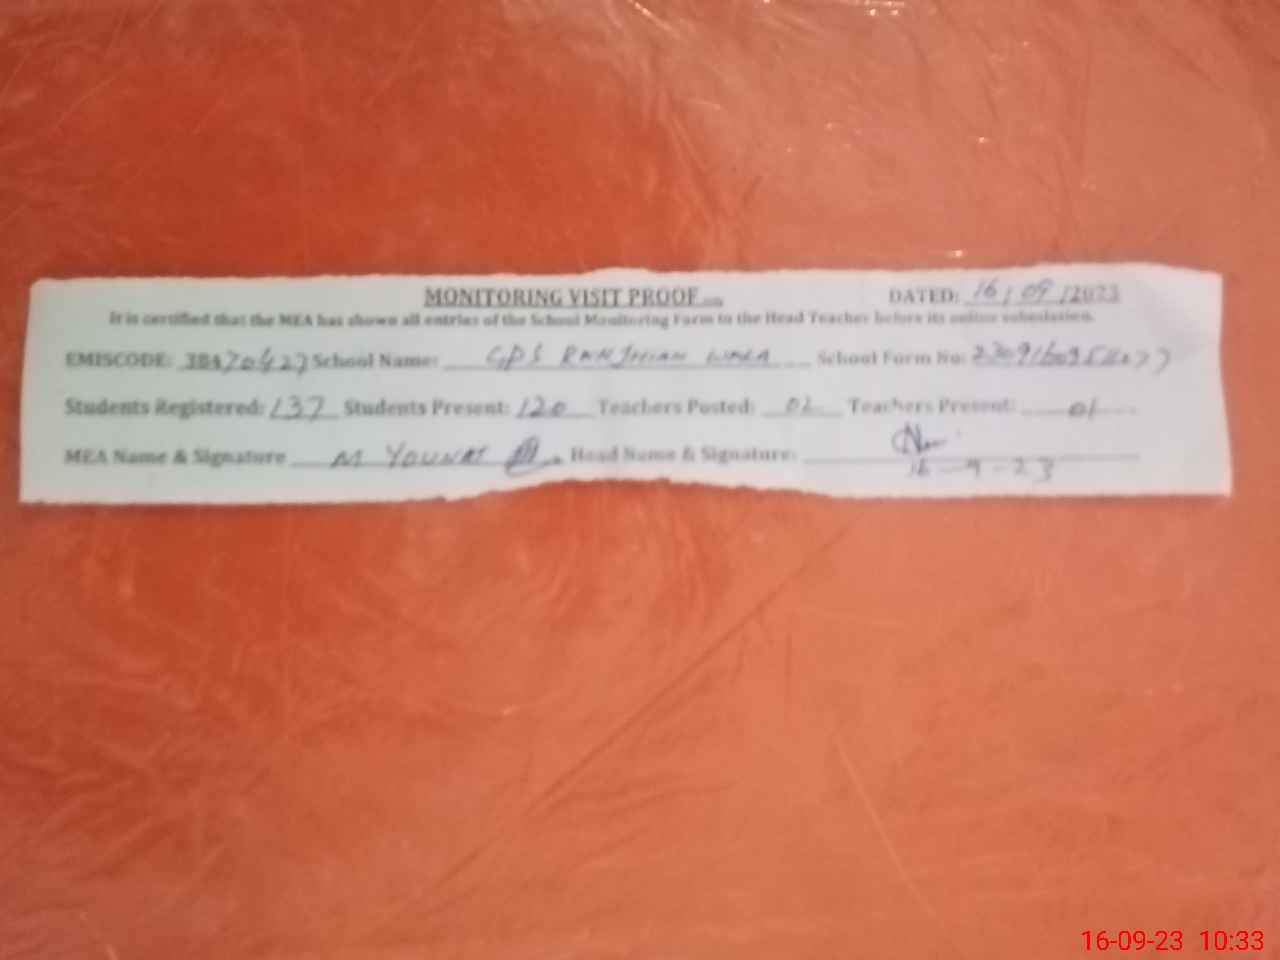 MONITORING VISIT PROOF
DATED: 16 / 09 /2023
It is certified that the MEA has shown all entries of the School Monitoring Form to the Head Teacher before its online submission.
EMISCODE: 38470427 School Name: GPS RANJHIAN WALA School Form No:
Students Registered: 137 Students Present: 120 Teachers Posted: 02 Teachers Present: 01
MEA Name & Signature M YOUNAS Head Name & Signature:
16-9-23
16-09-23 10:33